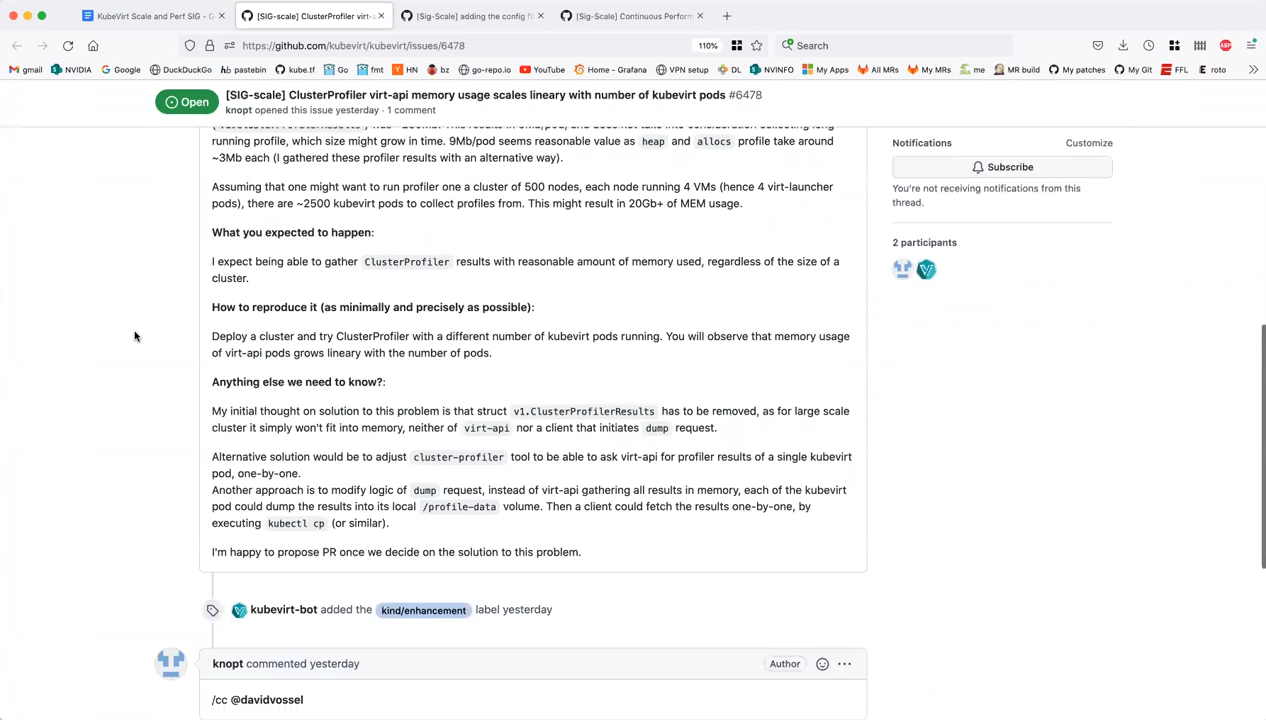 KubeVirt Scale and Perf SIG - G
[SIG-scale] ClusterProfiler virt-a
[Sig-Scale] adding the config fi
[Sig-Scale] Continuous Perform
https://github.com/kubevirt/kubevirt/issues/6478
110%
Search
gmail NVIDIA Google DuckDuckGo pastebin kube.tf Go fmt HN bz go-repo.io YouTube Home - Grafana VPN setup DL NVINFO My Apps All MRs My MRs me MR build My patches My Git FFL roto
Open
[SIG-scale] ClusterProfiler virt-api memory usage scales lineary with number of kubevirt pods #6478
knopt opened this issue yesterday · 1 comment
running profile, which size might grow in time. 9Mb/pod seems reasonable value as heap and allocs profile take around
~3Mb each (I gathered these profiler results with an alternative way).
Assuming that one might want to run profiler one a cluster of 500 nodes, each node running 4 VMs (hence 4 virt-launcher
pods), there are ~2500 kubevirt pods to collect profiles from. This might result in 20Gb+ of MEM usage.
What you expected to happen:
I expect being able to gather ClusterProfiler results with reasonable amount of memory used, regardless of the size of a
cluster.
How to reproduce it (as minimally and precisely as possible):
Deploy a cluster and try ClusterProfiler with a different number of kubevirt pods running. You will observe that memory usage
of virt-api pods grows lineary with the number of pods.
Anything else we need to know?:
My initial thought on solution to this problem is that struct v1.ClusterProfilerResults has to be removed, as for large scale
cluster it simply won't fit into memory, neither of virt-api nor a client that initiates dump request.
Alternative solution would be to adjust cluster-profiler tool to be able to ask virt-api for profiler results of a single kubevirt
pod, one-by-one.
Another approach is to modify logic of dump request, instead of virt-api gathering all results in memory, each of the kubevirt
pod could dump the results into its local /profile-data volume. Then a client could fetch the results one-by-one, by
executing kubectl cp (or similar).
I'm happy to propose PR once we decide on the solution to this problem.
kubevirt-bot added the kind/enhancement label yesterday
knopt commented yesterday
Author
/cc @davidvossel
Notifications
Customize
Subscribe
You're not receiving notifications from this
thread.
2 participants
ABP